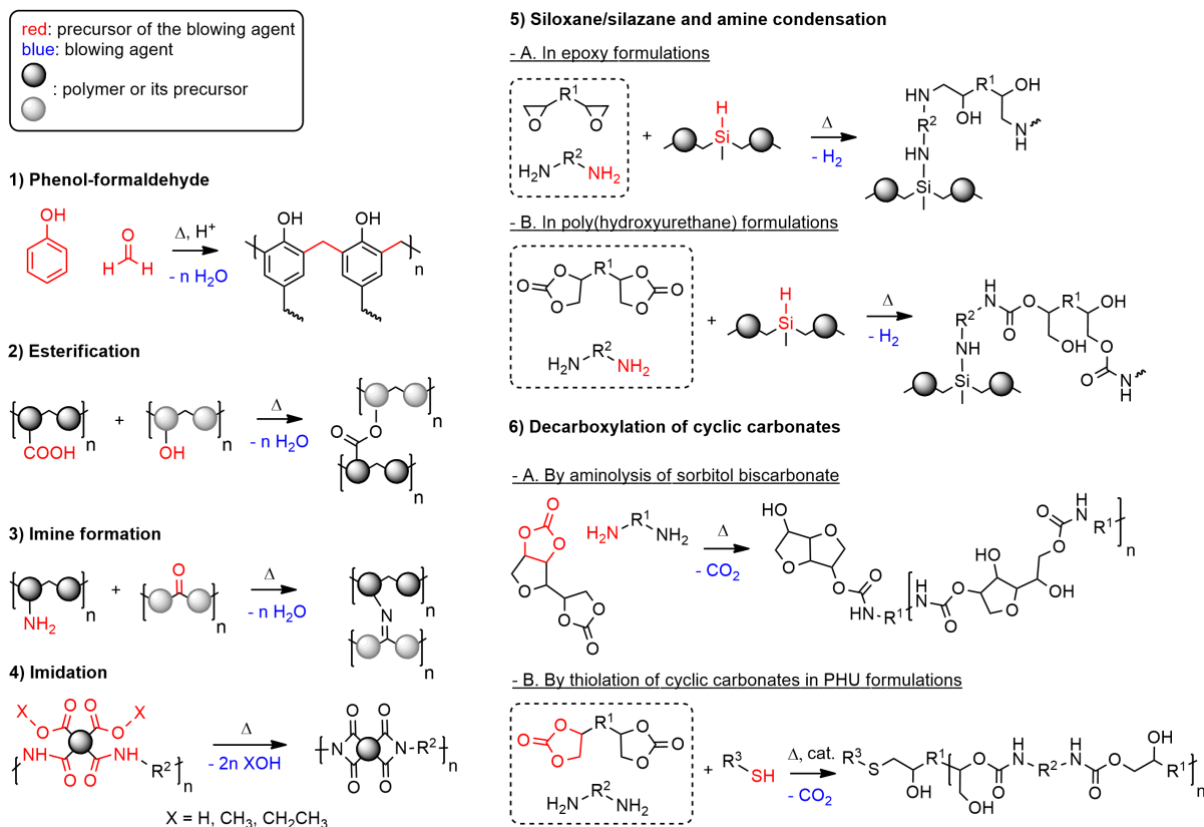 red: precursor of the blowing agent
blue: blowing agent
: polymer or its precursor
1) Phenol-formaldehyde
OH
O
H H
Δ, H⁺
- n H₂O
OH OH
n
2) Esterification
COOH
n
+
OH
n
Δ
- n H₂O
n
O
O
n
3) Imine formation
NH₂
n
+
O
n
Δ
- n H₂O
n
N
n
4) Imidation
X O O X
O O
NH O O NH
R² n
Δ
- 2n XOH
O O
N N-R²
O O
n
X = H, CH₃, CH₂CH₃
5) Siloxane/silazane and amine condensation
- A. In epoxy formulations
R¹
O O
H₂N R² NH₂
+
H
Si
Δ
- H₂
HN R¹ OH
OH
R² N
H
HN
Si
- B. In poly(hydroxyurethane) formulations
O O R¹ O O
O O
H₂N R² NH₂
+
H
Si
Δ
- H₂
H
N O R¹ OH
R² O
OH O
NH
O N
H
Si
6) Decarboxylation of cyclic carbonates
- A. By aminolysis of sorbitol biscarbonate
O
O O
O
O
O
O
H₂N R¹ NH₂
Δ
- CO₂
HO
O
O
O O
HN-R¹
H
N O
O
HO
O
OH
O
O
H
N
R¹
n
- B. By thiolation of cyclic carbonates in PHU formulations
O O R¹ O O
O O
H₂N R² NH₂
+
R³
SH
Δ, cat.
- CO₂
R³
S R¹
OH
O H
N R² H
N O
O O
OH
OH
R¹
n